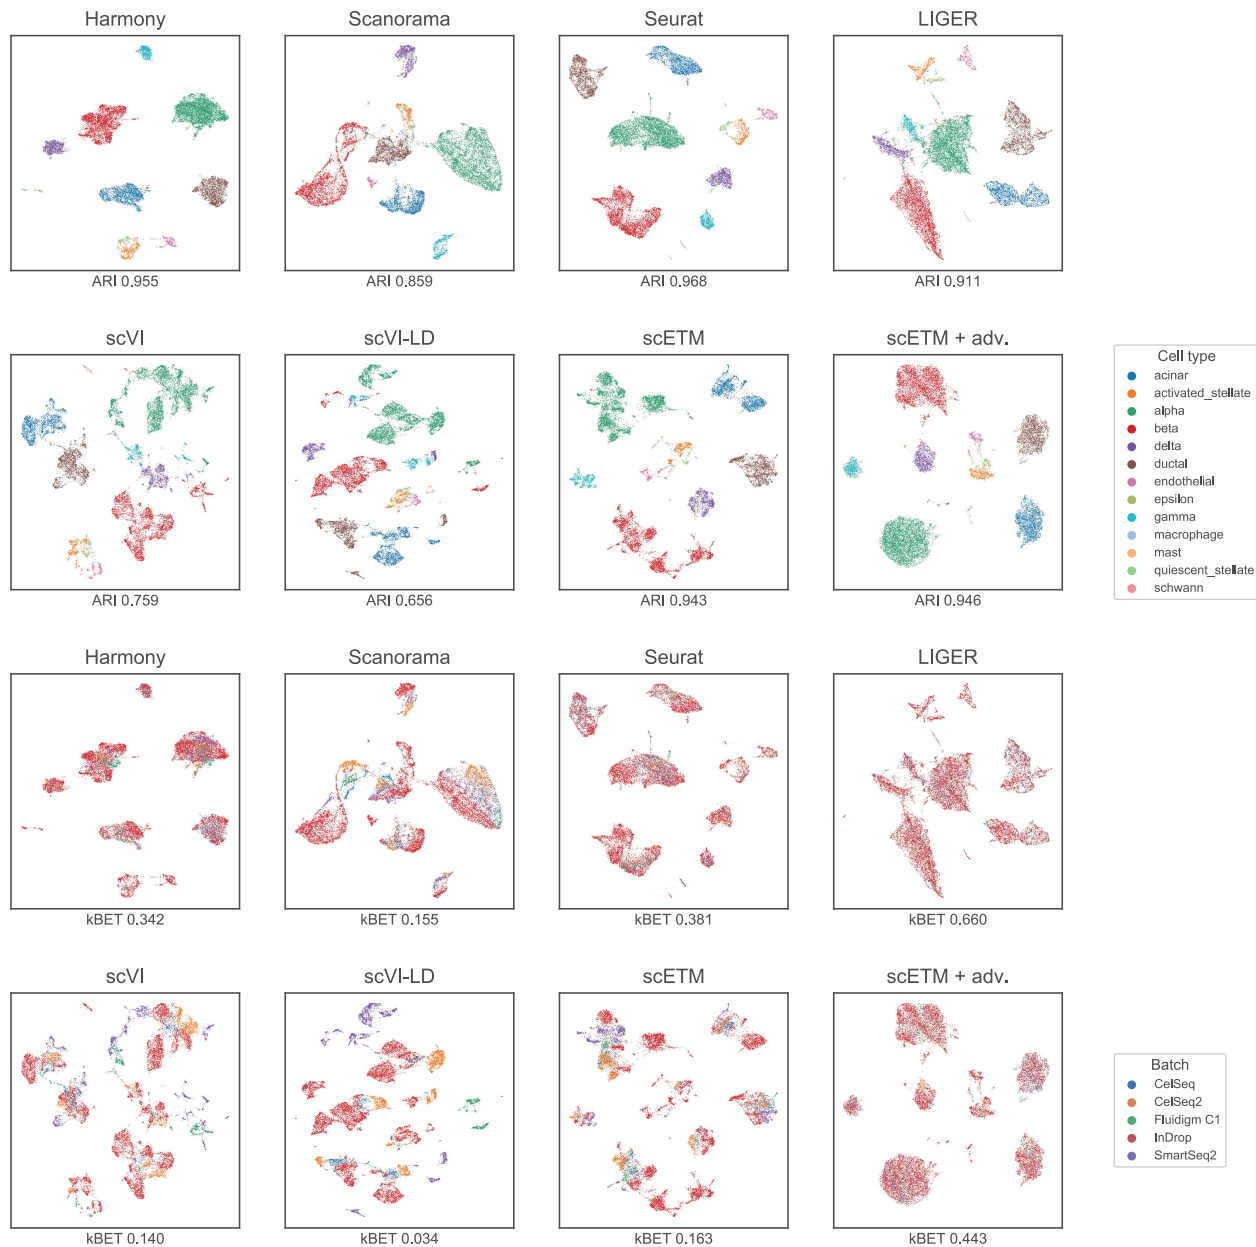 Harmony
Scanorama
Seurat
LIGER
ARI 0.955
ARI 0.859
ARI 0.968
ARI 0.911
scVI
scVI-LD
scETM
scETM + adv.
ARI 0.759
ARI 0.656
ARI 0.943
ARI 0.946
Cell type
acinar
activated_stellate
alpha
beta
delta
ductal
endothelial
epsilon
gamma
macrophage
mast
quiescent_stellate
schwann
Harmony
Scanorama
Seurat
LIGER
kBET 0.342
kBET 0.155
kBET 0.381
kBET 0.660
scVI
scVI-LD
scETM
scETM + adv.
kBET 0.140
kBET 0.034
kBET 0.163
kBET 0.443
Batch
CelSeq
CelSeq2
Fluidigm C1
InDrop
SmartSeq2